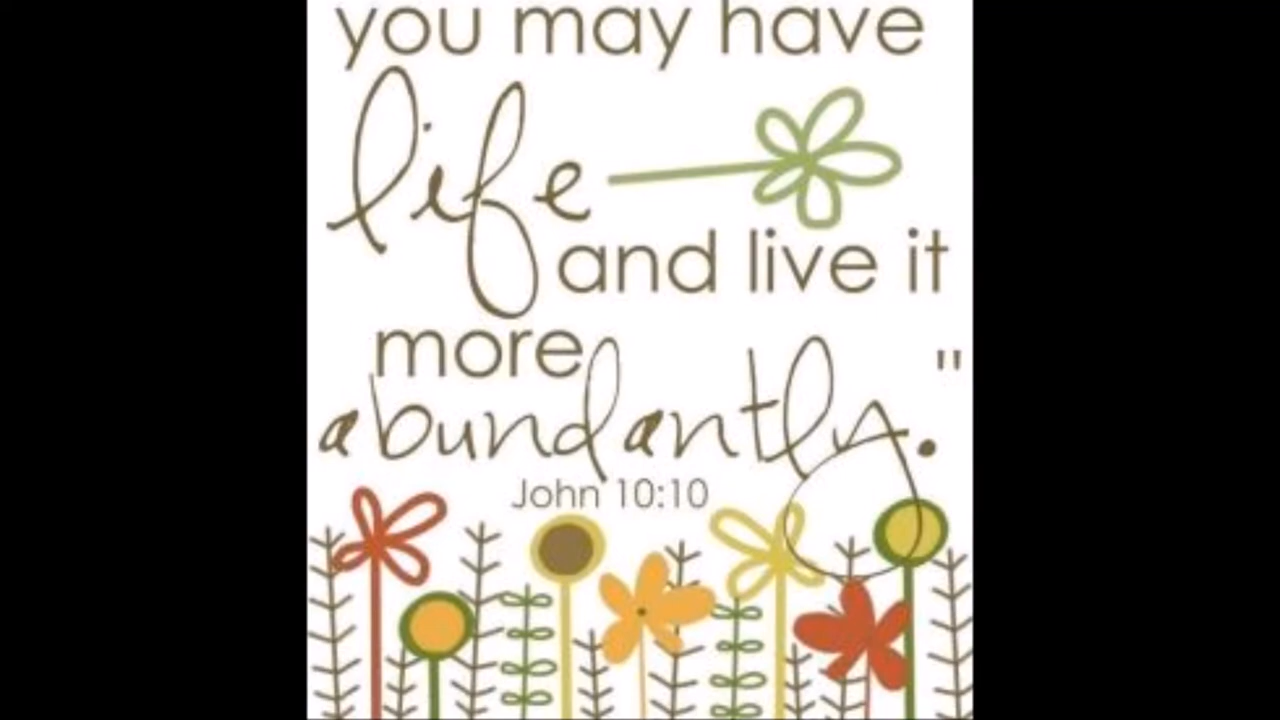 you may have
life
and live it
more
abundantly."
John 10:10